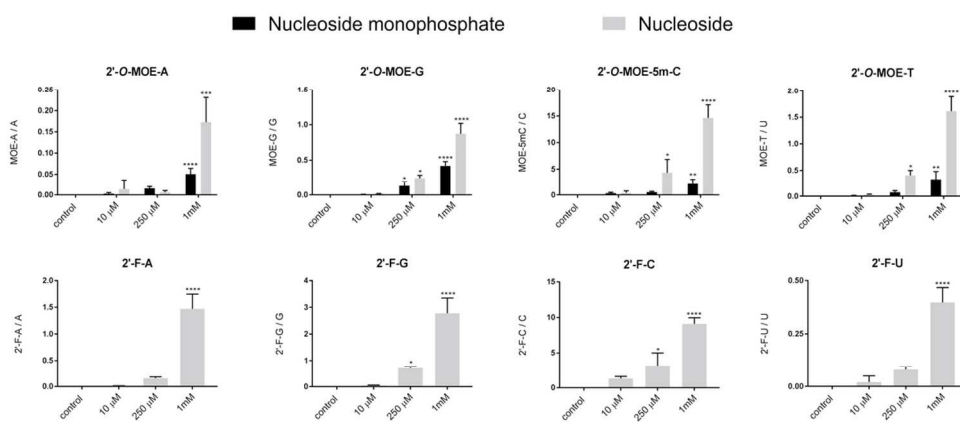 Nucleoside monophosphate Nucleoside
2'-O-MOE-A
MOE-A / A
0.26
0.25
0.20
0.15
0.10
0.05
0.00
****
***
control
10 µM
250 µM
1mM
2'-O-MOE-G
MOE-G / G
1.5
1.0
0.5
0.0
*
*
****
****
control
10 µM
250 µM
1mM
2'-O-MOE-5m-C
MOE-5mC / C
20
15
10
5
0
*
**
****
control
10 µM
250 µM
1mM
2'-O-MOE-T
MOE-T / U
2.0
1.5
1.0
0.5
0.0
*
**
****
control
10 µM
250 µM
1mM
2'-F-A
2'-F-A / A
2.0
1.5
1.0
0.5
0.0
****
control
10 µM
250 µM
1mM
2'-F-G
2'-F-G / G
4
3
2
1
0
*
****
control
10 µM
250 µM
1mM
2'-F-C
2'-F-C / C
15
10
5
0
*
****
control
10 µM
250 µM
1mM
2'-F-U
2'-F-U / U
0.50
0.25
0.00
****
control
10 µM
250 µM
1mM